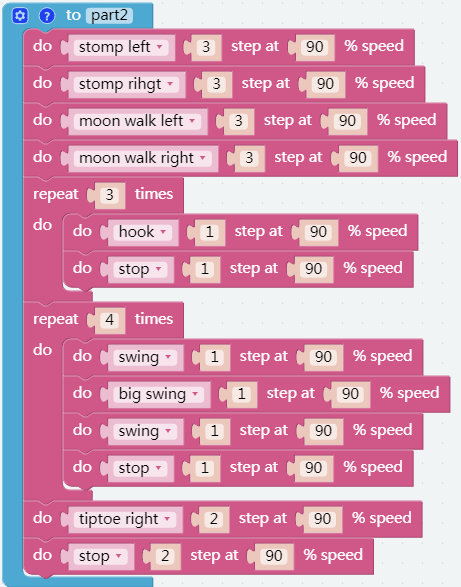 to part2
do stomp left 3 step at 90 % speed
do stomp rihgt 3 step at 90 % speed
do moon walk left 3 step at 90 % speed
do moon walk right 3 step at 90 % speed
repeat 3 times
do do hook 1 step at 90 % speed
do stop 1 step at 90 % speed
repeat 4 times
do do swing 1 step at 90 % speed
do big swing 1 step at 90 % speed
do swing 1 step at 90 % speed
do stop 1 step at 90 % speed
do tiptoe right 2 step at 90 % speed
do stop 2 step at 90 % speed